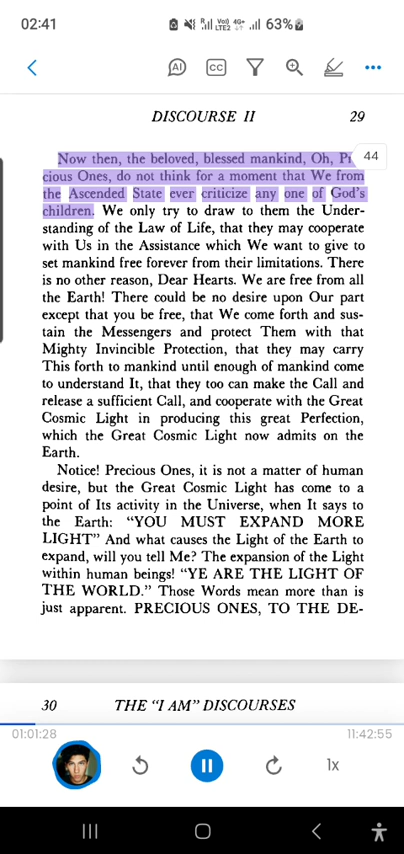 02:41
4G+ 63%
AI CC
DISCOURSE II 29
44
Now then, the beloved, blessed mankind, Oh, Pr
cious Ones, do not think for a moment that We from
the Ascended State ever criticize any one of God's
children. We only try to draw to them the Under-
standing of the Law of Life, that they may cooperate
with Us in the Assistance which We want to give to
set mankind free forever from their limitations. There
is no other reason, Dear Hearts. We are free from all
the Earth! There could be no desire upon Our part
except that you be free, that We come forth and sus-
tain the Messengers and protect Them with that
Mighty Invincible Protection, that they may carry
This forth to mankind until enough of mankind come
to understand It, that they too can make the Call and
release a sufficient Call, and cooperate with the Great
Cosmic Light in producing this great Perfection,
which the Great Cosmic Light now admits on the
Earth.
Notice! Precious Ones, it is not a matter of human
desire, but the Great Cosmic Light has come to a
point of Its activity in the Universe, when It says to
the Earth: “YOU MUST EXPAND MORE
LIGHT” And what causes the Light of the Earth to
expand, will you tell Me? The expansion of the Light
within human beings! “YE ARE THE LIGHT OF
THE WORLD.” Those Words mean more than is
just apparent. PRECIOUS ONES, TO THE DE-
30 THE “I AM” DISCOURSES
01:01:28 11:42:55
1x